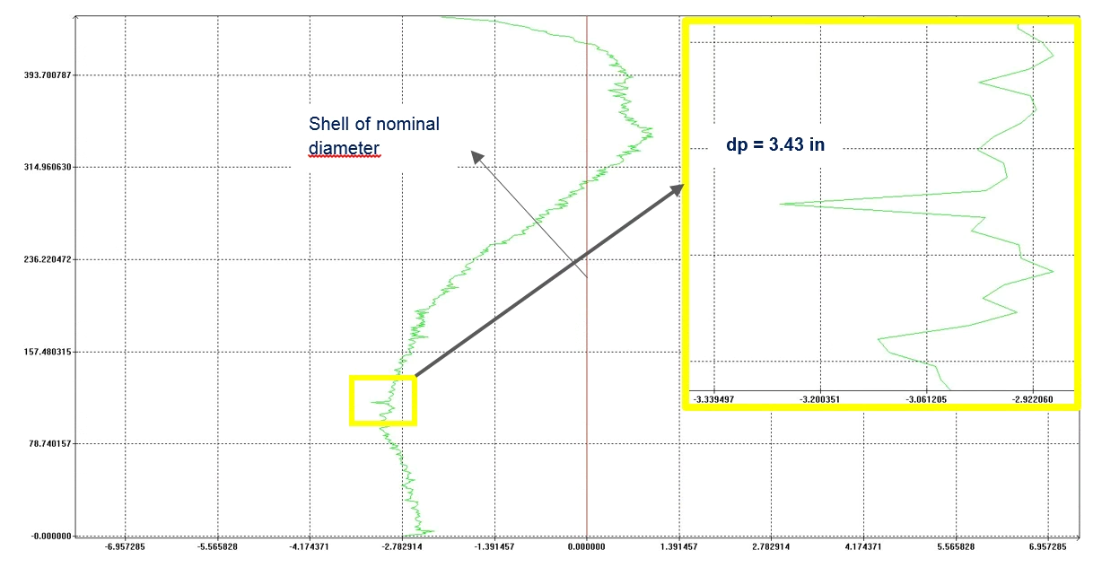 393.700787
314.960630
236.220472
157.480315
78.740157
-0.000000
-6.957285 -5.565828 -4.174371 -2.782914 -1.391457 0.000000 1.391457 2.782914 4.174371 5.565828 6.957285
Shell of nominal
diameter
dp = 3.43 in
-3.339497 -3.200351 -3.061205 -2.922060